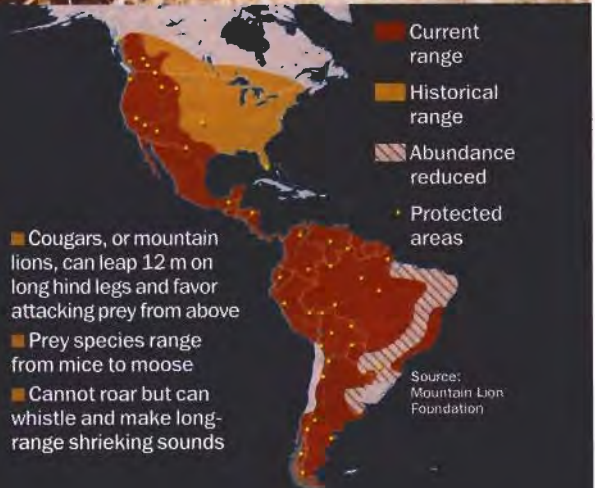 Current
range
Historical
range
Abundance
reduced
Protected
areas
Cougars, or mountain
lions, can leap 12 m on
long hind legs and favor
attacking prey from above
Prey species range
from mice to moose
Cannot roar but can
whistle and make long-
range shrieking sounds
Source:
Mountain Lion
Foundation